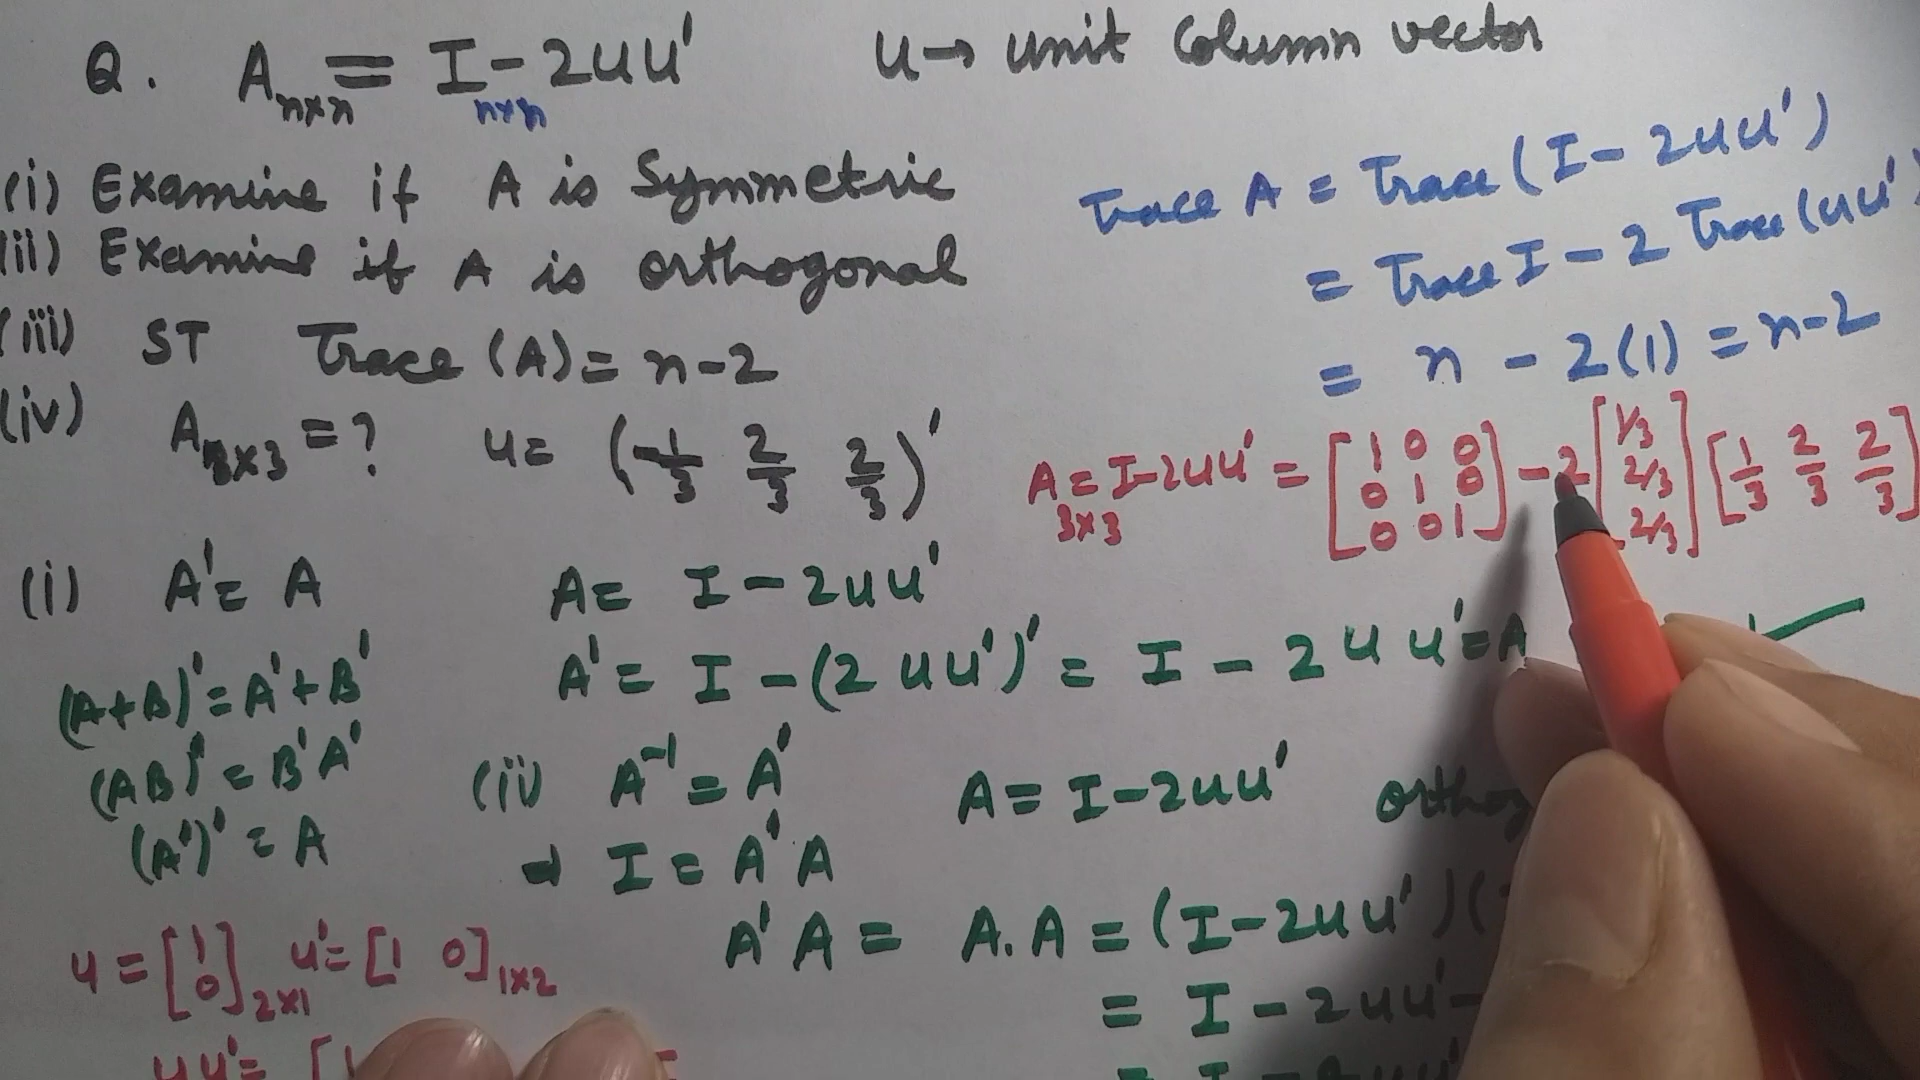 Q. Aₙₓₙ = Iₙₓₙ - 2uu' u → unit column vector
(i) Examine if A is Symmetric
(ii) Examine if A is orthogonal
(iii) ST Trace (A) = n-2
(iv) A₃ₓ₃ = ? u = (1/3 2/3 2/3)'
Trace A = Trace (I - 2uu')
= Trace I - 2 Trace (uu')
= n - 2(1) = n-2
A₃ₓ₃ = I-2uu' = [1 0 0; 0 1 0; 0 0 1] - 2 [1/3; 2/3; 2/3] [1/3 2/3 2/3]
(i) A' = A A = I - 2uu'
A' = I - (2uu')' = I - 2uu' = A
(A+B)' = A'+B'
(AB)' = B'A'
(A')' = A
(ii) A⁻¹ = A' A = I-2uu'
⇒ I = A'A
A'A = A.A = (I-2uu')(
= I - 2uu' -
= I - 2uu'
u = [1; 0]₂ₓ₁ u' = [1 0]₁ₓ₂
uu' = [1